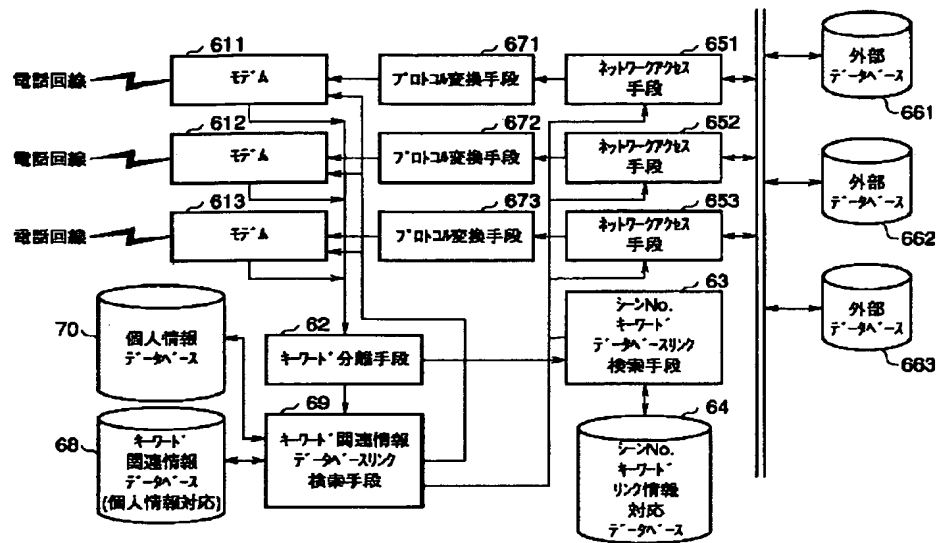 611
671
651
電話回線
モデム
プロトコル変換手段
ネットワークアクセス
手段
外部
データベース
661
612
672
652
電話回線
モデム
プロトコル変換手段
ネットワークアクセス
手段
外部
データベース
662
613
673
653
電話回線
モデム
プロトコル変換手段
ネットワークアクセス
手段
外部
データベース
663
70
個人情報
データベース
62
キーワード分離手段
63
シーンNo.
キーワード
データベースリンク
検索手段
68
キーワード
関連情報
データベース
(個人情報対応)
69
キーワード関連情報
データベースリンク
検索手段
64
シーンNo.
キーワード
リンク情報
対応
データベース